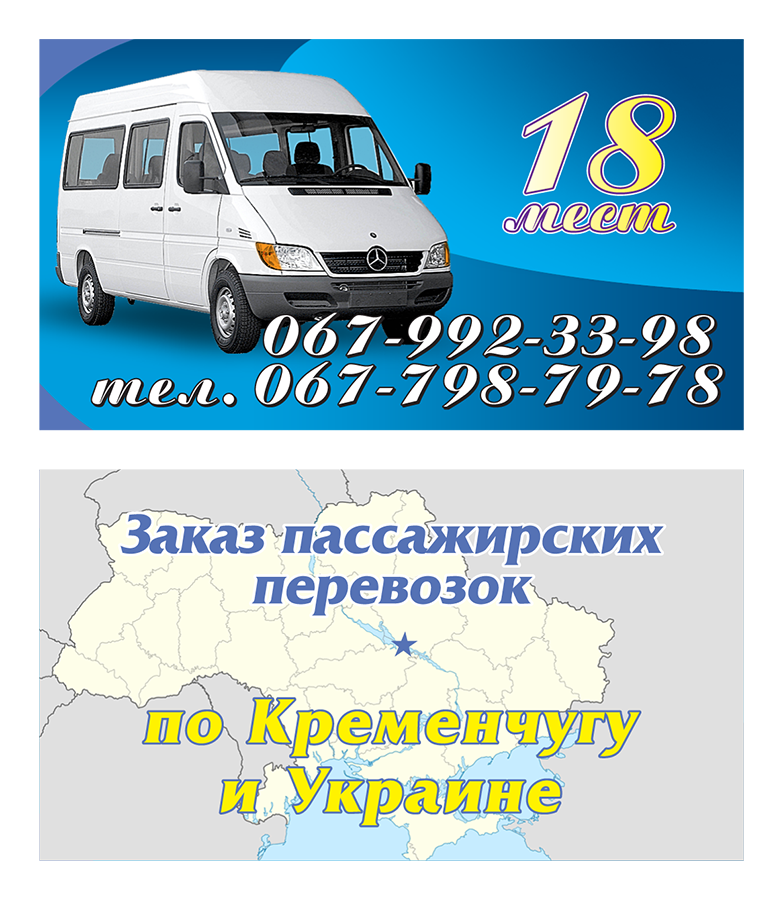 18
мест
067-992-33-98
тел. 067-798-79-78
Заказ пассажирских
перевозок
по Кременчугу
и Украине